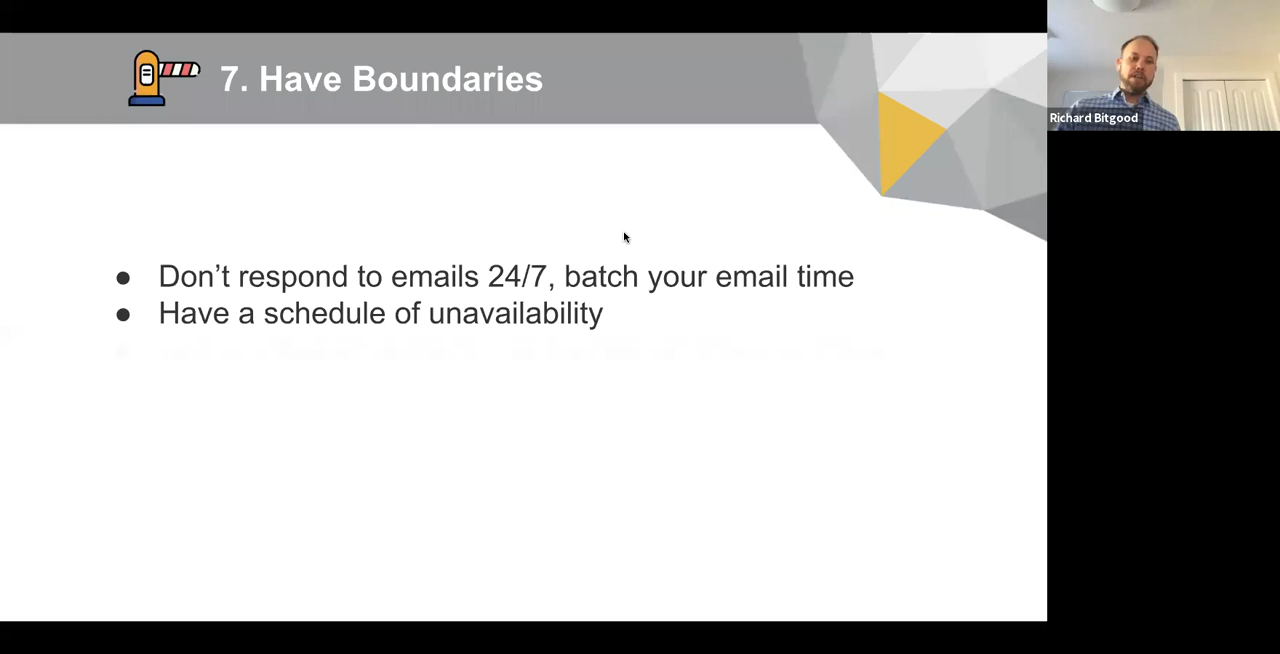 7. Have Boundaries
● Don’t respond to emails 24/7, batch your email time
● Have a schedule of unavailability
Richard Bitgood